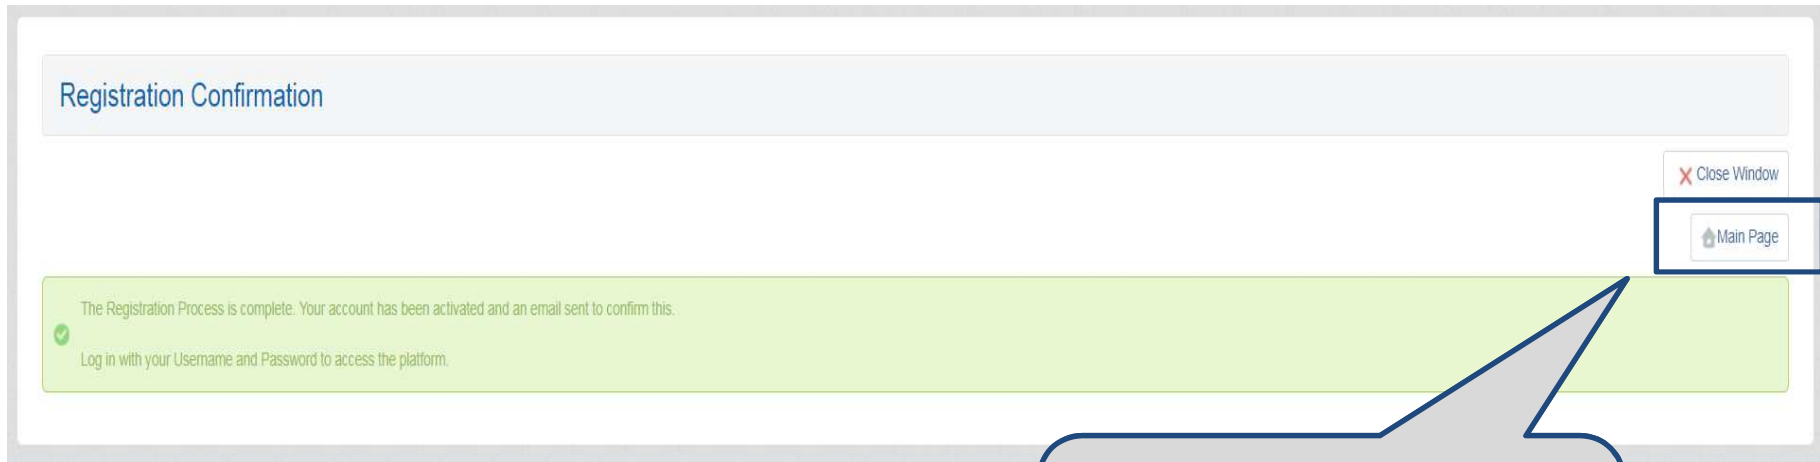 Registration Confirmation
Close Window
Main Page
The Registration Process is complete. Your account has been activated and an email sent to confirm this.
Log in with your Username and Password to access the platform.